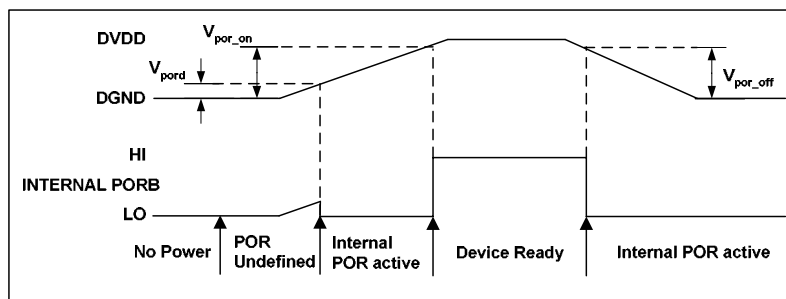 DVDD
Vpor_on
Vpord
DGND
Vpor_off
HI
INTERNAL PORB
LO
No Power
POR
Undefined
Internal
POR active
Device Ready
Internal POR active